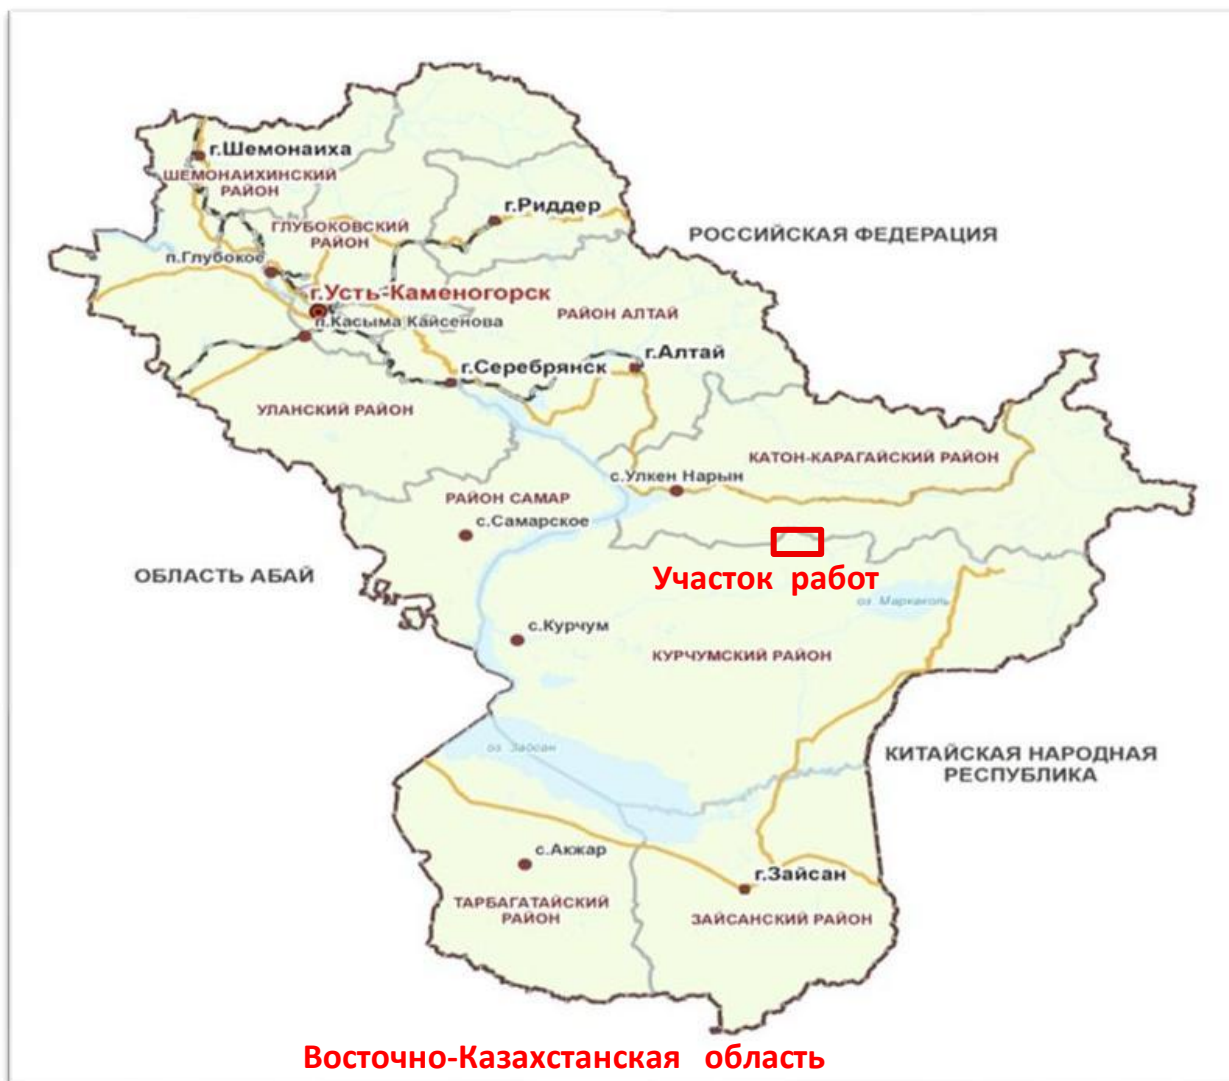 г.Шемонаиха
ШЕМОНАИХИНСКИЙ
РАЙОН
г.Риддер
ГЛУБОКОВСКИЙ
РАЙОН
РОССИЙСКАЯ ФЕДЕРАЦИЯ
п.Глубокое
г.Усть-Каменогорск
п.Касыма Кайсенова
РАЙОН АЛТАЙ
г.Алтай
г.Серебрянск
УЛАНСКИЙ РАЙОН
КАТОН-КАРАГАЙСКИЙ РАЙОН
с.Улкен Нарын
РАЙОН САМАР
с.Самарское
ОБЛАСТЬ АБАЙ
Участок работ
оз Маркаколь
с.Курчум
КУРЧУМСКИЙ РАЙОН
оз Зайсан
КИТАЙСКАЯ НАРОДНАЯ
РЕСПУБЛИКА
с.Акжар
г.Зайсан
ТАРБАГАТАЙСКИЙ
РАЙОН
ЗАЙСАНСКИЙ РАЙОН
Восточно-Казахстанская область